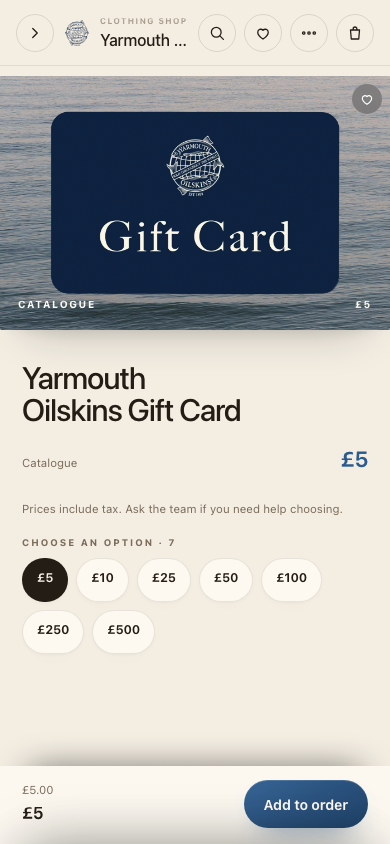 CLOTHING SHOP
Yarmouth ...
YARMOUTH
OILSKINS
Gift Card
CATALOGUE
£5
Yarmouth
Oilskins Gift Card
Catalogue
£5
Prices include tax. Ask the team if you need help choosing.
CHOOSE AN OPTION · 7
£5
£10
£25
£50
£100
£250
£500
£5.00
£5
Add to order